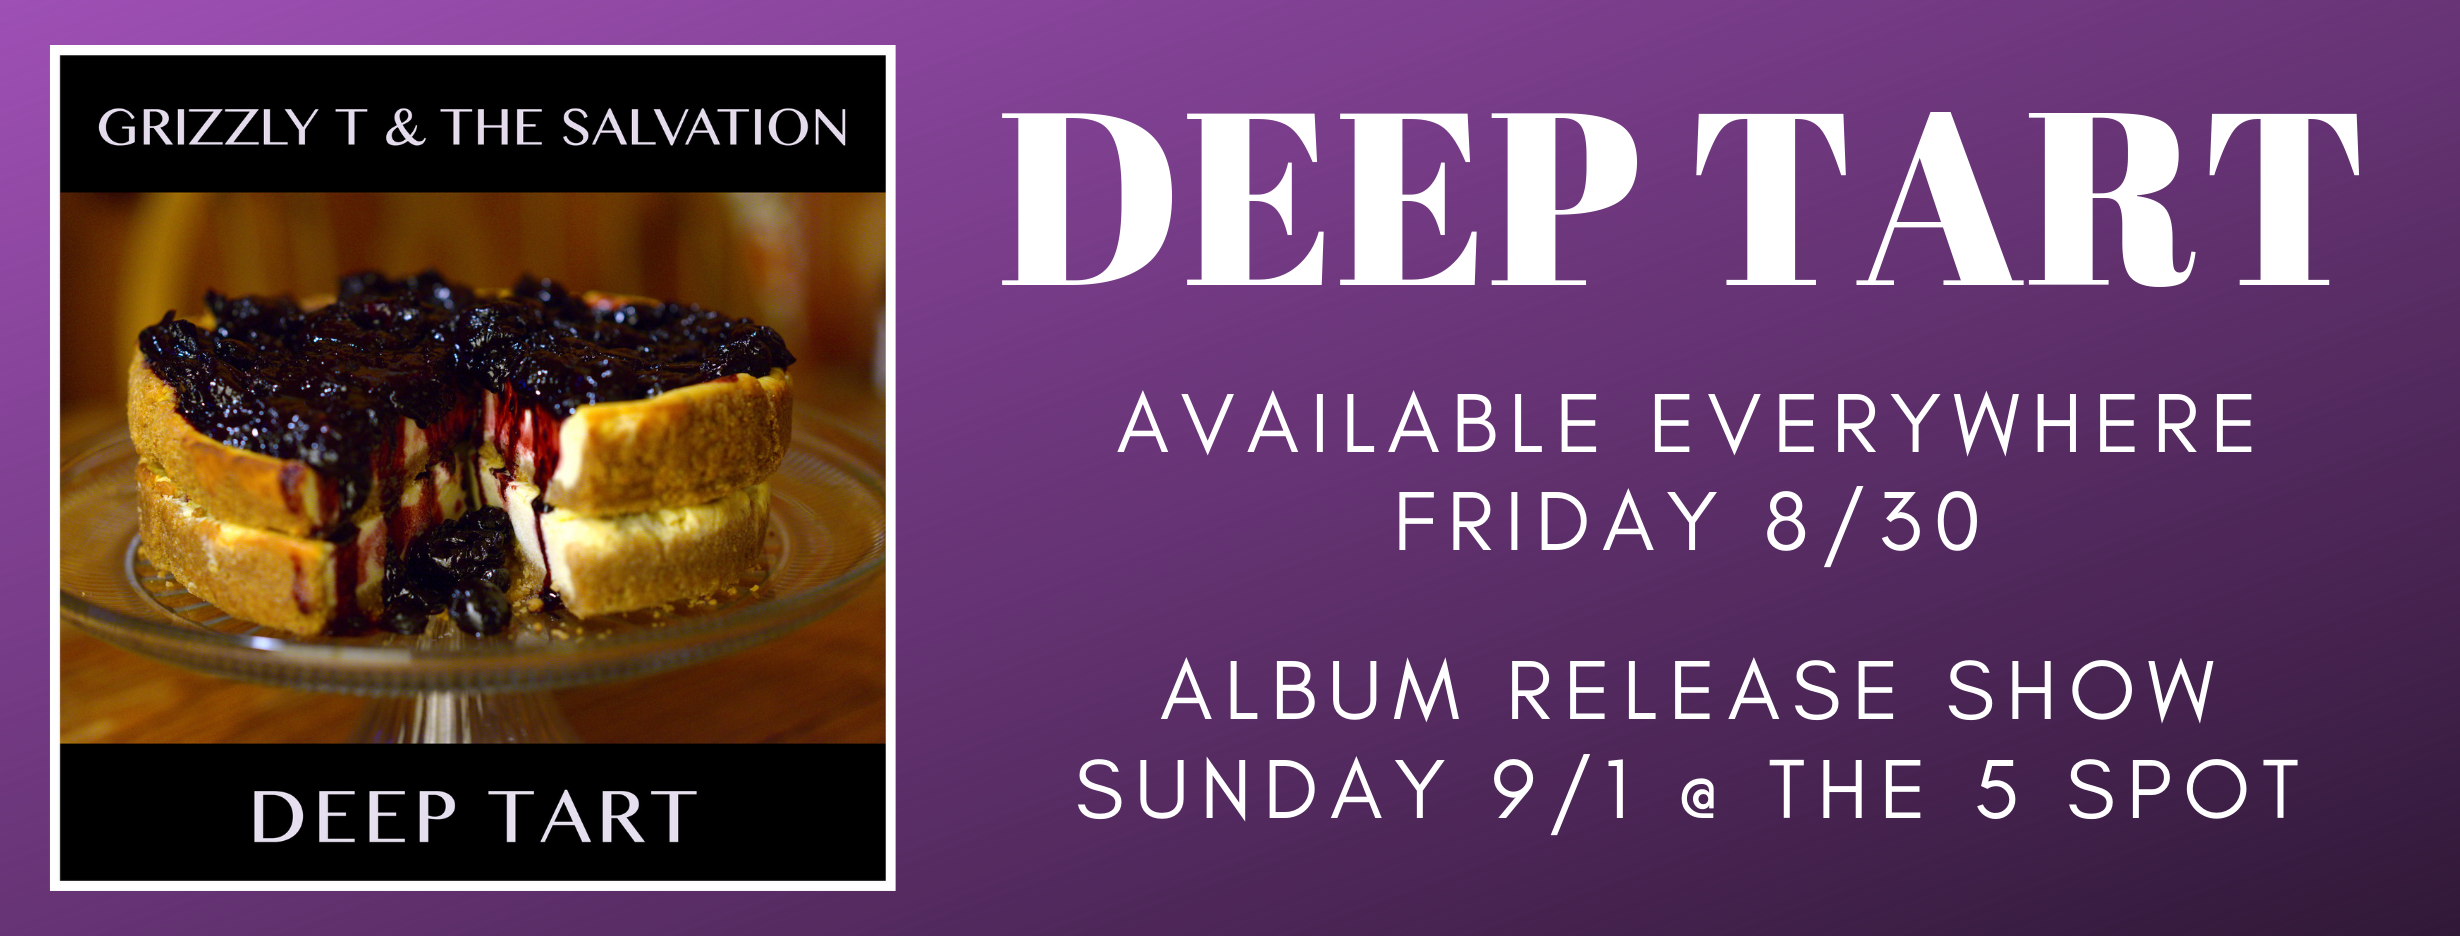 GRIZZLY T & THE SALVATION
DEEP TART
DEEP TART
AVAILABLE EVERYWHERE
FRIDAY 8/30
ALBUM RELEASE SHOW
SUNDAY 9/1 @ THE 5 SPOT